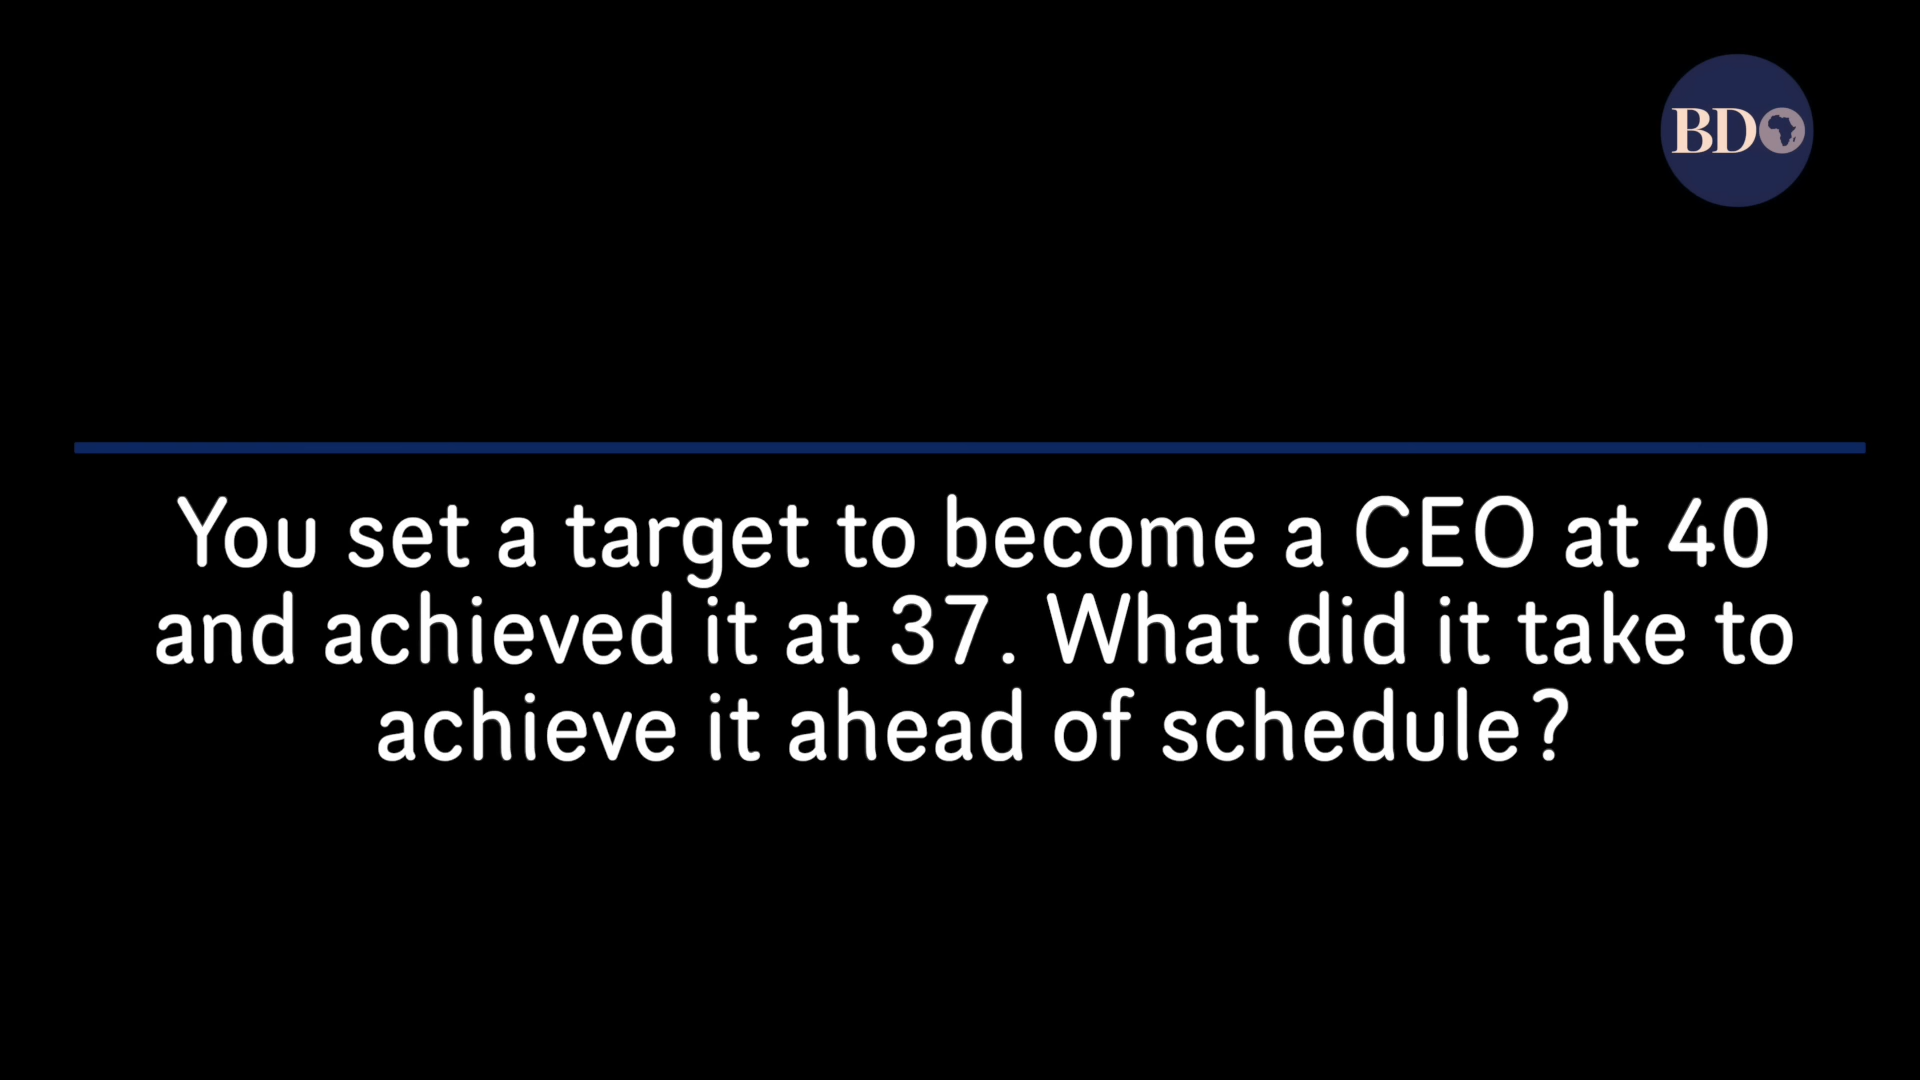 BD
You set a target to become a CEO at 40
and achieved it at 37. What did it take to
achieve it ahead of schedule?